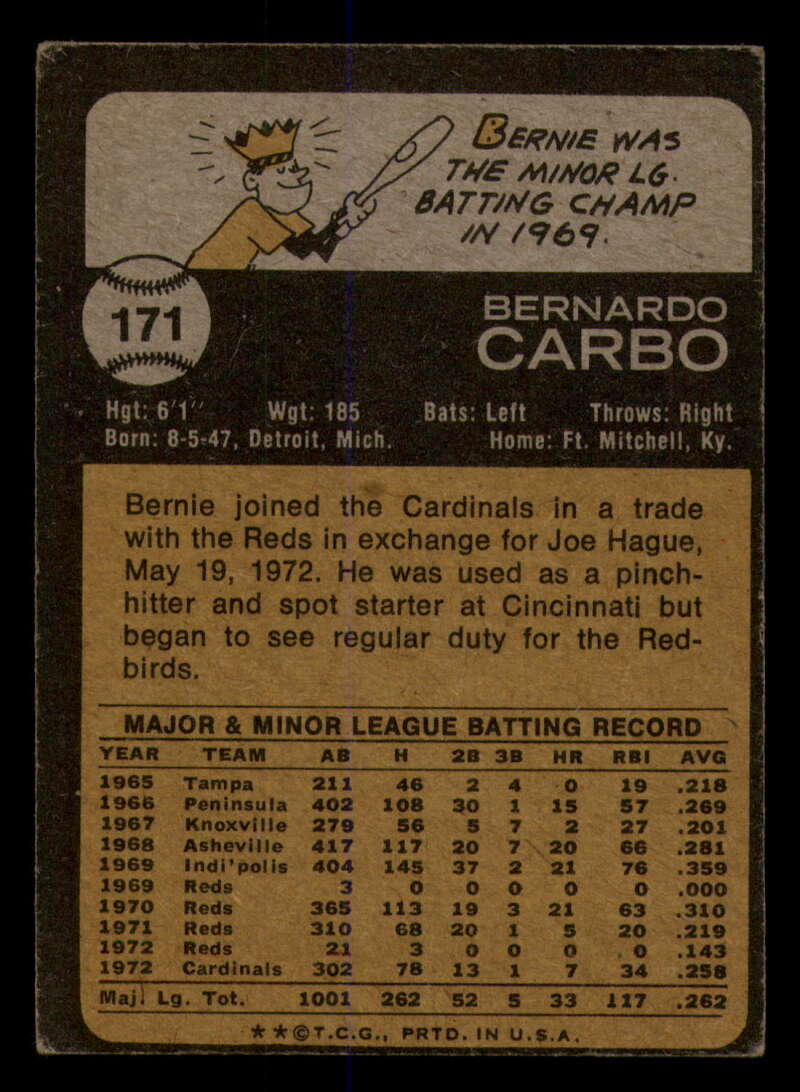 BERNIE WAS
THE MINOR LG.
BATTING CHAMP
IN 1969.
171
BERNARDO
CARBO
Hgt: 6'1" Wgt: 185 Bats: Left Throws: Right
Born: 8-5-47, Detroit, Mich. Home: Ft. Mitchell, Ky.
Bernie joined the Cardinals in a trade
with the Reds in exchange for Joe Hague,
May 19, 1972. He was used as a pinch-
hitter and spot starter at Cincinnati but
began to see regular duty for the Red-
birds.
MAJOR & MINOR LEAGUE BATTING RECORD
YEAR TEAM AB H 2B 3B HR RBI AVG
1965 Tampa 211 46 2 4 0 19 .218
1966 Peninsula 402 108 30 1 15 57 .269
1967 Knoxville 279 56 5 7 2 27 .201
1968 Asheville 417 117 20 7 20 66 .281
1969 Indi'polis 404 145 37 2 21 76 .359
1969 Reds 3 0 0 0 0 0 .000
1970 Reds 365 113 19 3 21 63 .310
1971 Reds 310 68 20 1 5 20 .219
1972 Reds 21 3 0 0 0 0 .143
1972 Cardinals 302 78 13 1 7 34 .258
Maj. Lg. Tot. 1001 262 52 5 33 117 .262
★★©T.C.G., PRTD. IN U.S.A.